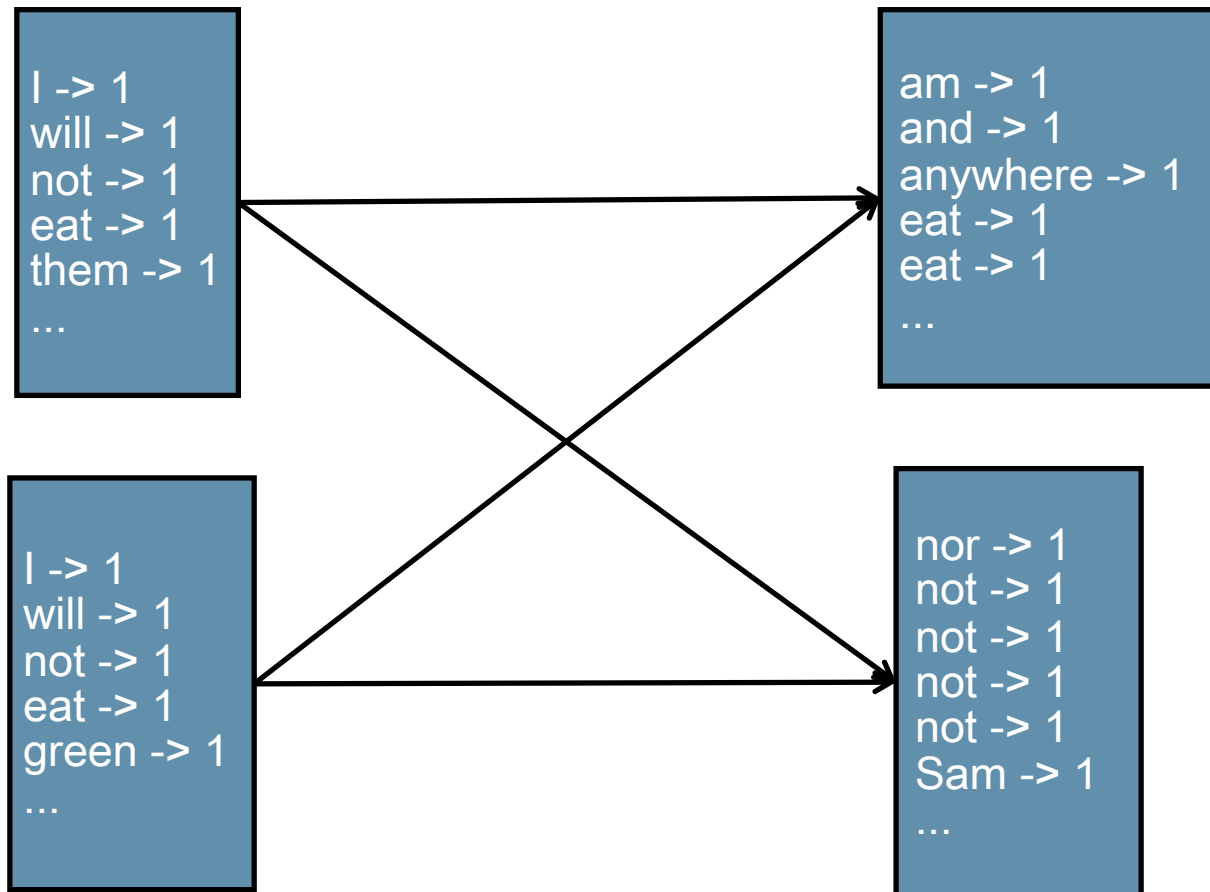 I -> 1
will -> 1
not -> 1
eat -> 1
them -> 1
...
am -> 1
and -> 1
anywhere -> 1
eat -> 1
eat -> 1
...
I -> 1
will -> 1
not -> 1
eat -> 1
green -> 1
...
nor -> 1
not -> 1
not -> 1
not -> 1
not -> 1
Sam -> 1
...